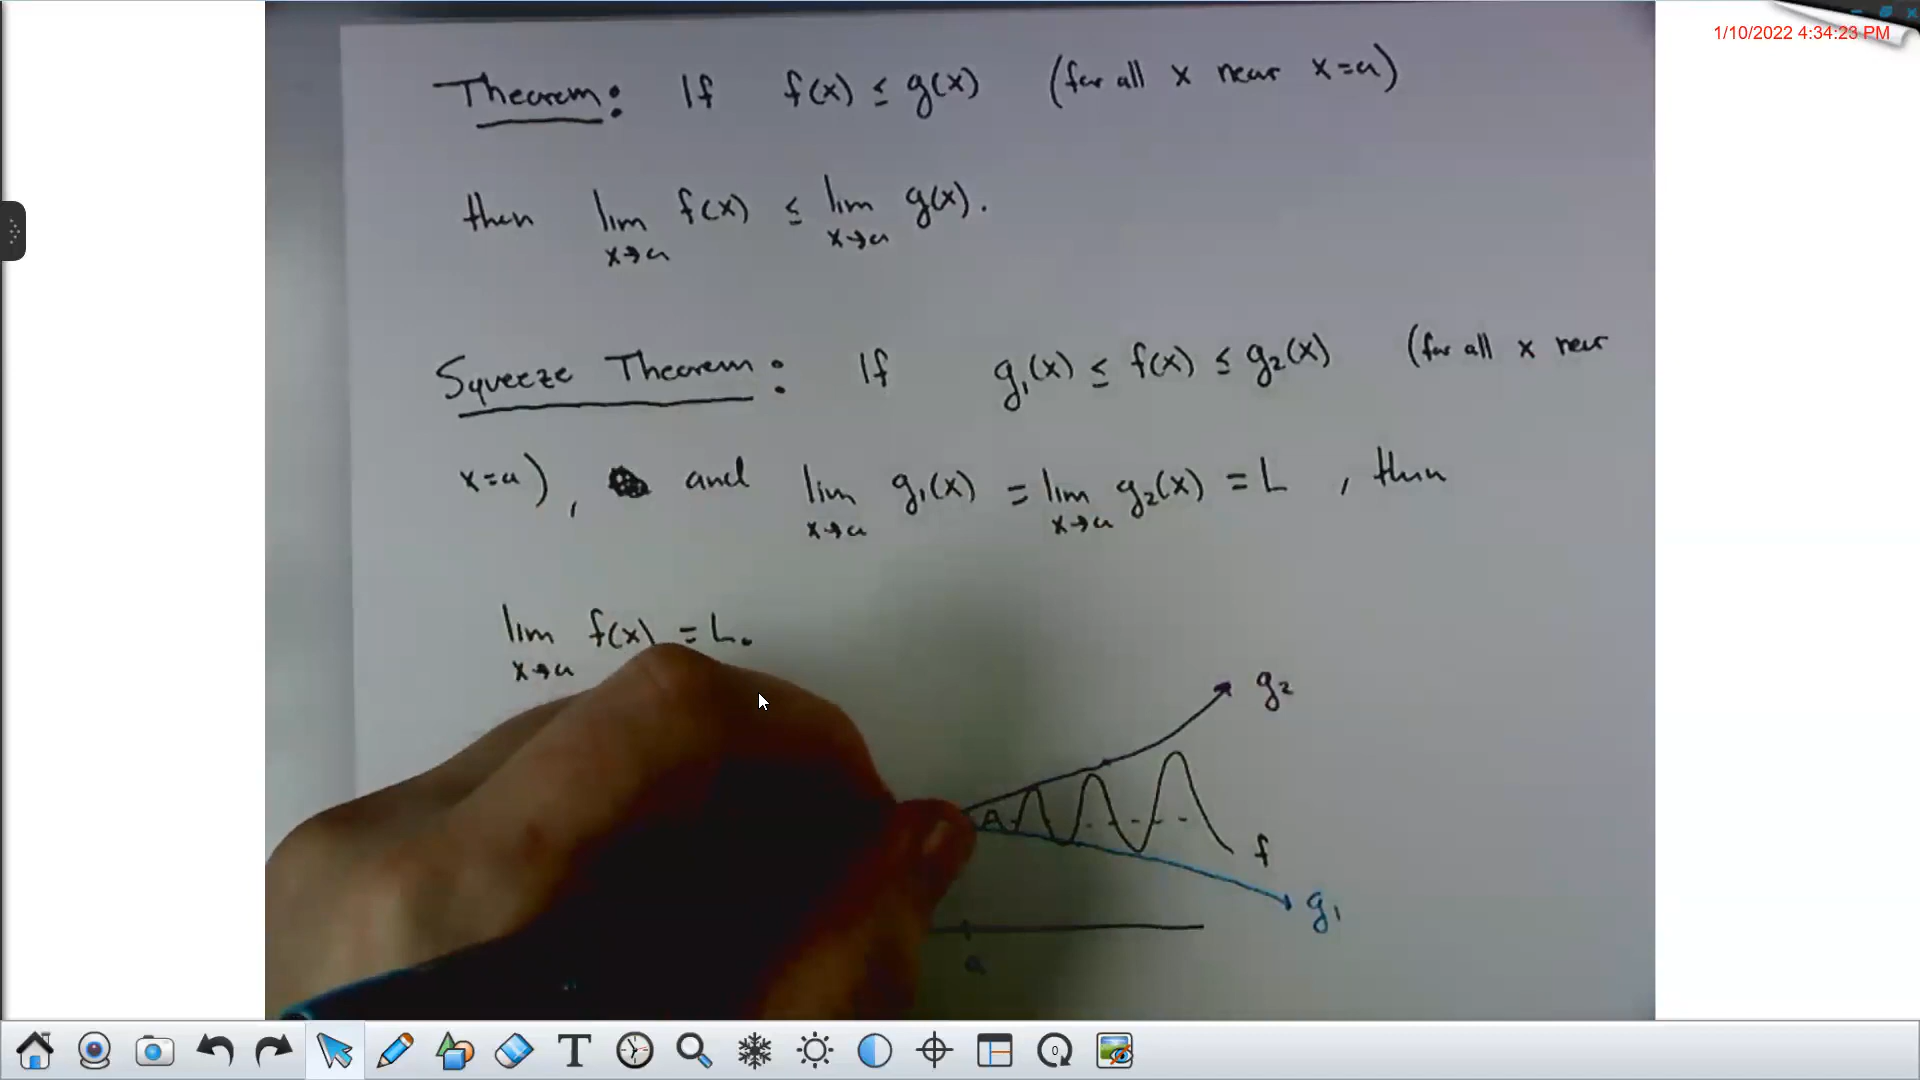 1/10/2022 4:34:23 PM
Theorem: If f(x) ≤ g(x) (for all x near x=a)
then lim f(x) ≤ lim g(x).
x→a x→a
Squeeze Theorem: If g₁(x) ≤ f(x) ≤ g₂(x) (for all x near
x=a), and lim g₁(x) = lim g₂(x) = L, then
x→a x→a
lim f(x) = L.
x→a
g₂
f
g₁
a
T
0